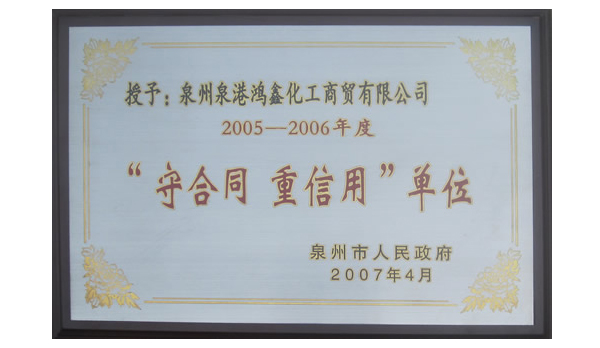 授予：泉州泉港鸿鑫化工商贸有限公司
2005—2006年度
“守合同 重信用”单位
泉州市人民政府
2007年4月